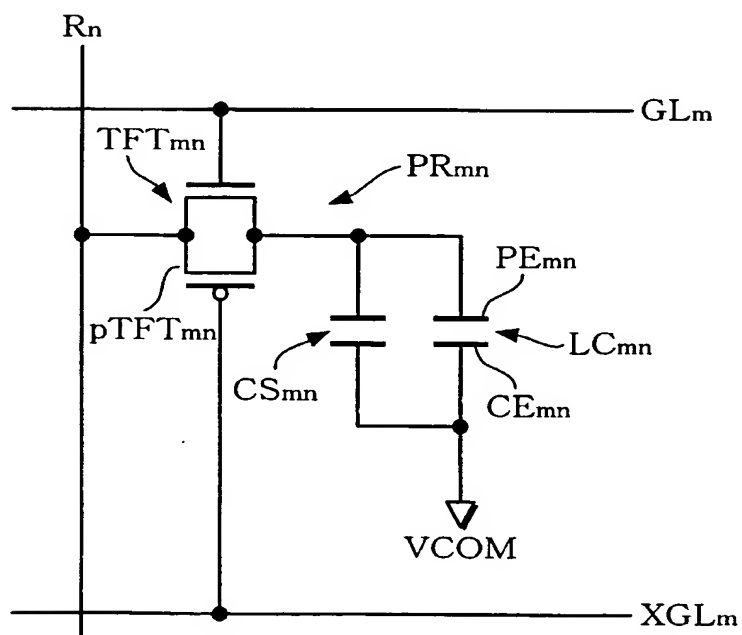 Rn
GLm
TFTmn
PRmn
PEmn
pTFTmn
LCmn
CSmn
CEmn
VCOM
XGLm